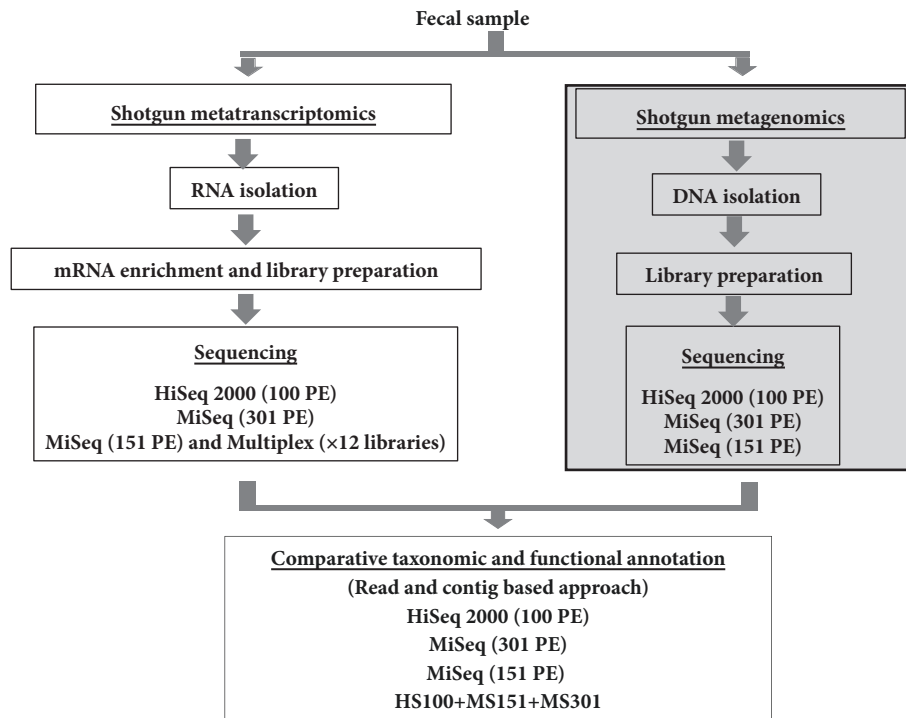 Fecal sample
Shotgun metatranscriptomics
RNA isolation
mRNA enrichment and library preparation
Sequencing
HiSeq 2000 (100 PE)
MiSeq (301 PE)
MiSeq (151 PE) and Multiplex (×12 libraries)
Shotgun metagenomics
DNA isolation
Library preparation
Sequencing
HiSeq 2000 (100 PE)
MiSeq (301 PE)
MiSeq (151 PE)
Comparative taxonomic and functional annotation
(Read and contig based approach)
HiSeq 2000 (100 PE)
MiSeq (301 PE)
MiSeq (151 PE)
HS100+MS151+MS301